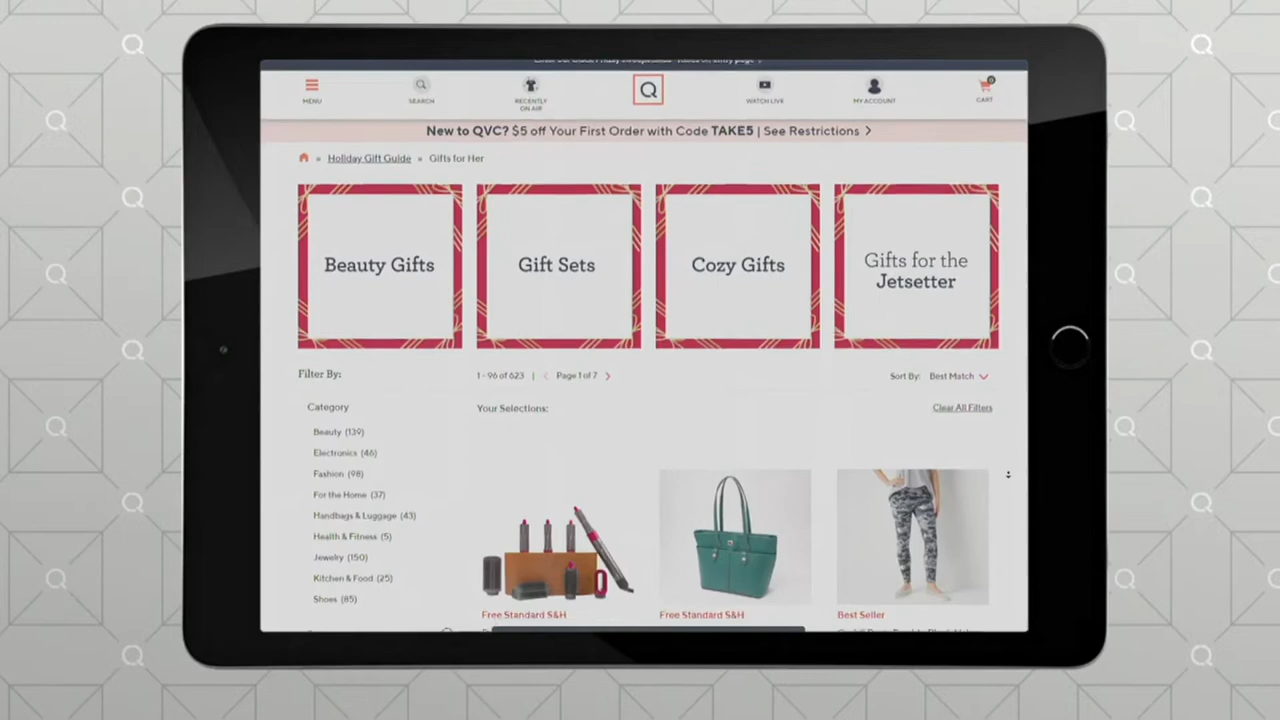 MENU
SEARCH
RECENTLY
ON AIR
Q
WATCH LIVE
MY ACCOUNT
0
CART
New to QVC? $5 off Your First Order with Code TAKE5 | See Restrictions >
» Holiday Gift Guide » Gifts for Her
Beauty Gifts
Gift Sets
Cozy Gifts
Gifts for the
Jetsetter
Filter By:
1 - 96 of 623 | < Page 1 of 7 >
Sort By: Best Match
Category
Your Selections:
Clear All Filters
Beauty (139)
Electronics (46)
Fashion (98)
For the Home (37)
Handbags & Luggage (43)
Health & Fitness (5)
Jewelry (150)
Kitchen & Food (25)
Shoes (85)
Free Standard S&H
Free Standard S&H
Best Seller